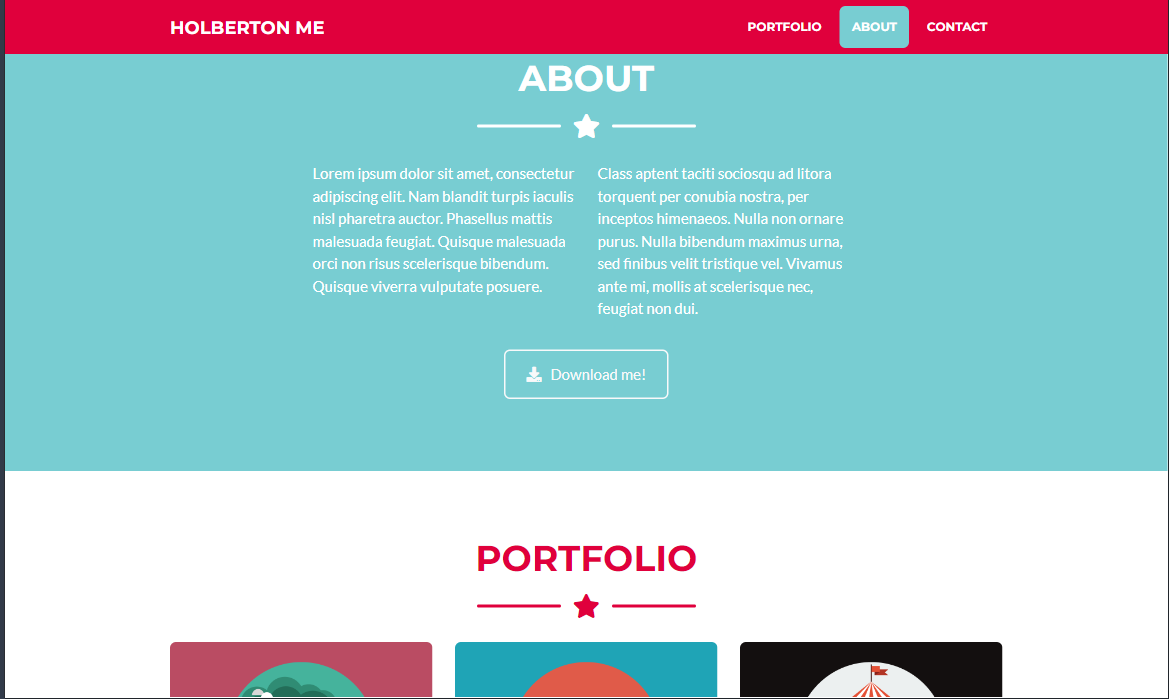 HOLBERTON ME
PORTFOLIO
ABOUT
CONTACT
ABOUT
Lorem ipsum dolor sit amet, consectetur
adipiscing elit. Nam blandit turpis iaculis
nisl pharetra auctor. Phasellus mattis
malesuada feugiat. Quisque malesuada
orci non risus scelerisque bibendum.
Quisque viverra vulputate posuere.
Class aptent taciti sociosqu ad litora
torquent per conubia nostra, per
inceptos himenaeos. Nulla non ornare
purus. Nulla bibendum maximus urna,
sed finibus velit tristique vel. Vivamus
ante mi, mollis at scelerisque nec,
feugiat non dui.
Download me!
PORTFOLIO